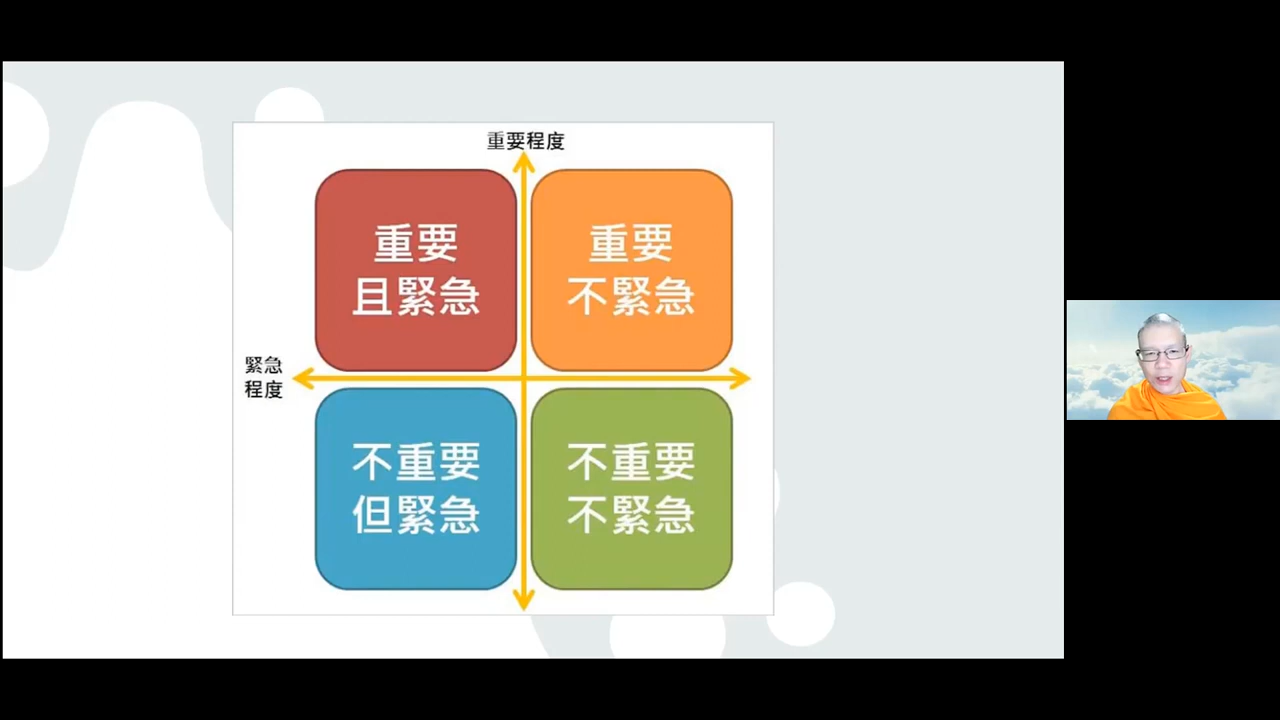 重要程度
重要
且緊急
重要
不緊急
緊急
程度
不重要
但緊急
不重要
不緊急